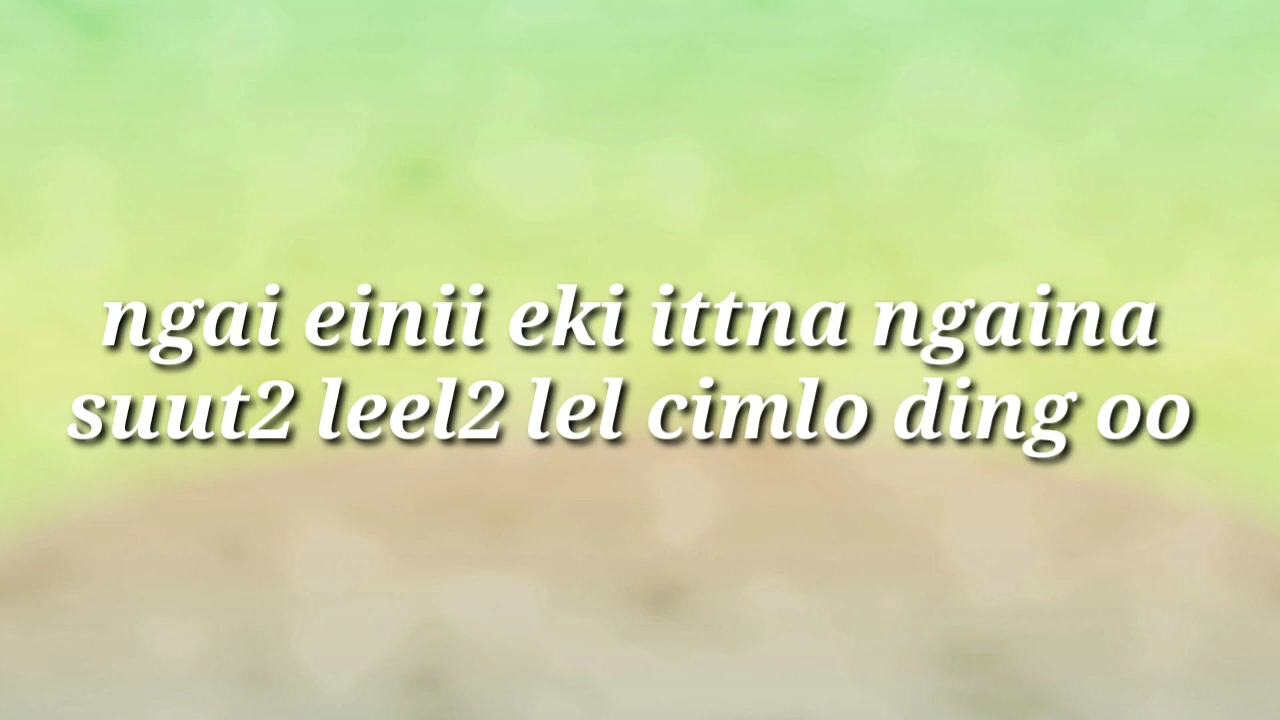 ngai einii eki ittna ngaina
suut2 leel2 lel cimlo ding oo